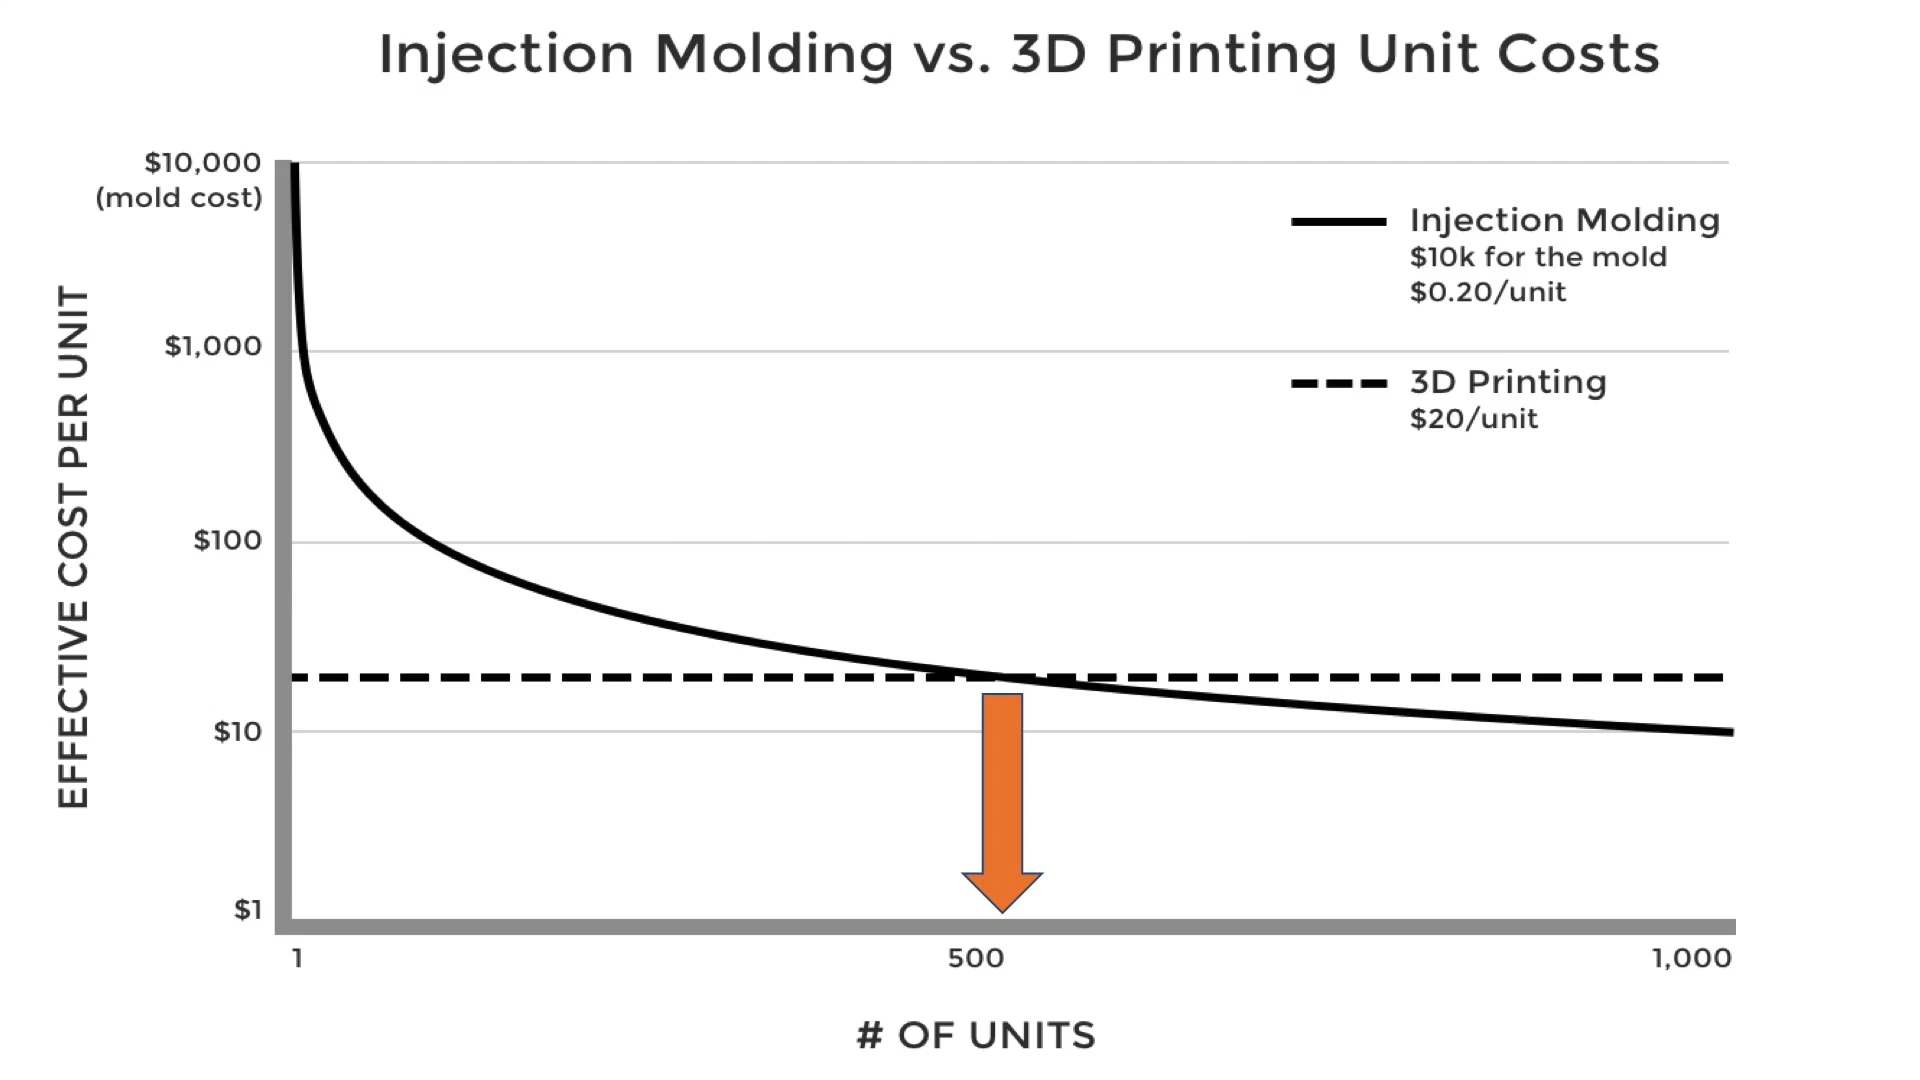 Injection Molding vs. 3D Printing Unit Costs
$10,000
(mold cost)
Injection Molding
$10k for the mold
$0.20/unit
$1,000
3D Printing
$20/unit
EFFECTIVE COST PER UNIT
$100
$10
$1
1
500
1,000
# OF UNITS